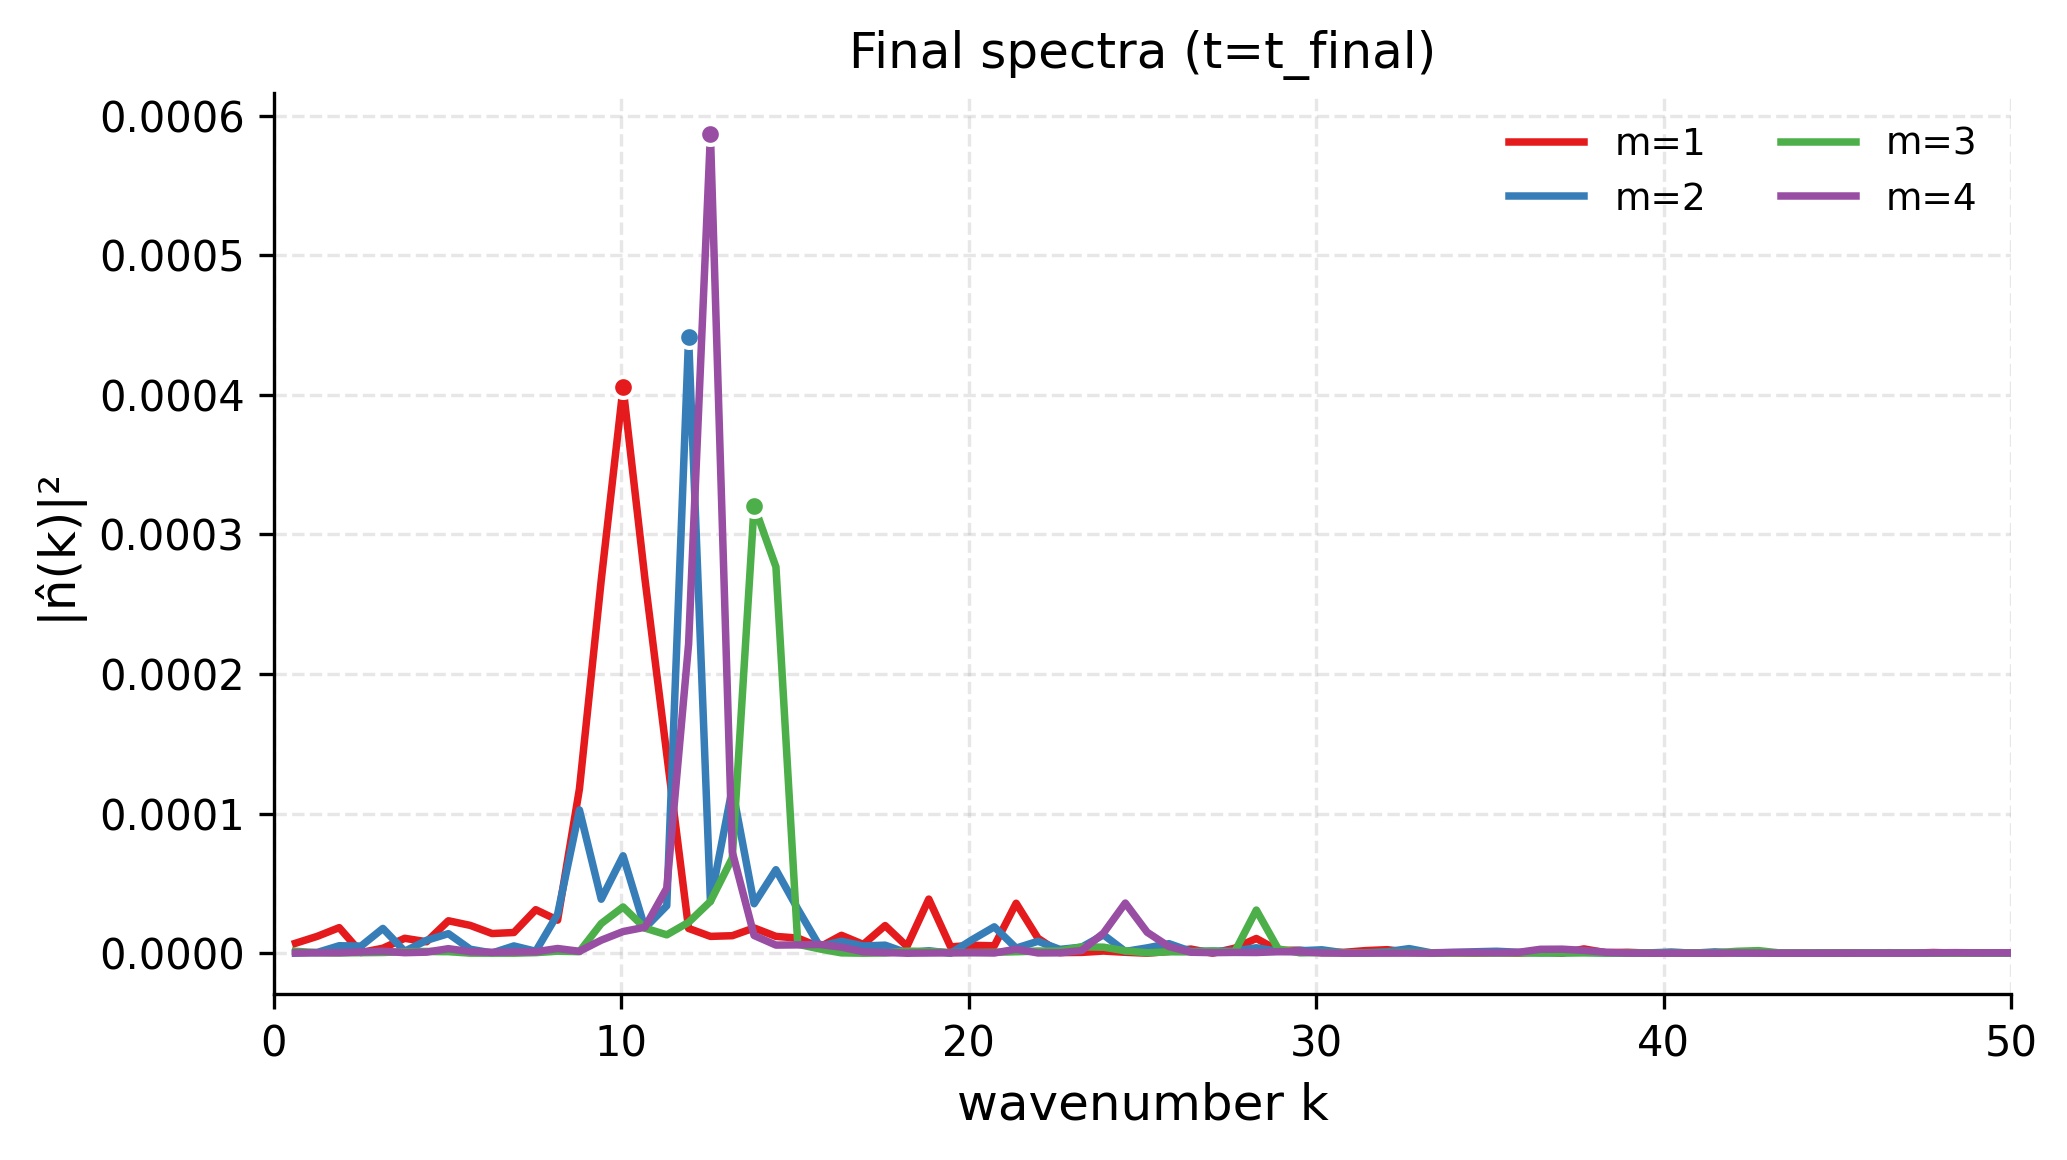 Final spectra (t=t_final)
0.0006
0.0005
0.0004
0.0003
0.0002
0.0001
0.0000
|n̂(k)|²
m=1
m=2
m=3
m=4
0
10
20
30
40
50
wavenumber k